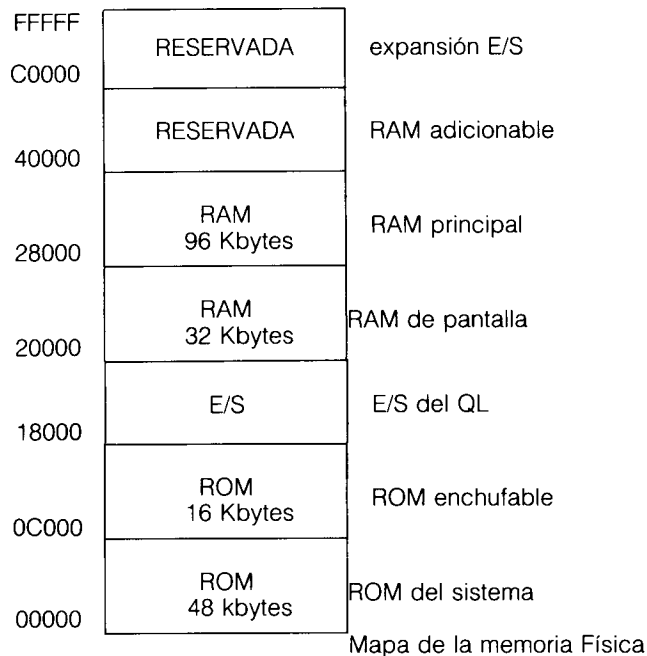 FFFFF
RESERVADA expansión E/S
C0000
RESERVADA RAM adicionable
40000
RAM
96 Kbytes RAM principal
28000
RAM
32 Kbytes RAM de pantalla
20000
E/S E/S del QL
18000
ROM
16 Kbytes ROM enchufable
0C000
ROM
48 kbytes ROM del sistema
00000
Mapa de la memoria Física